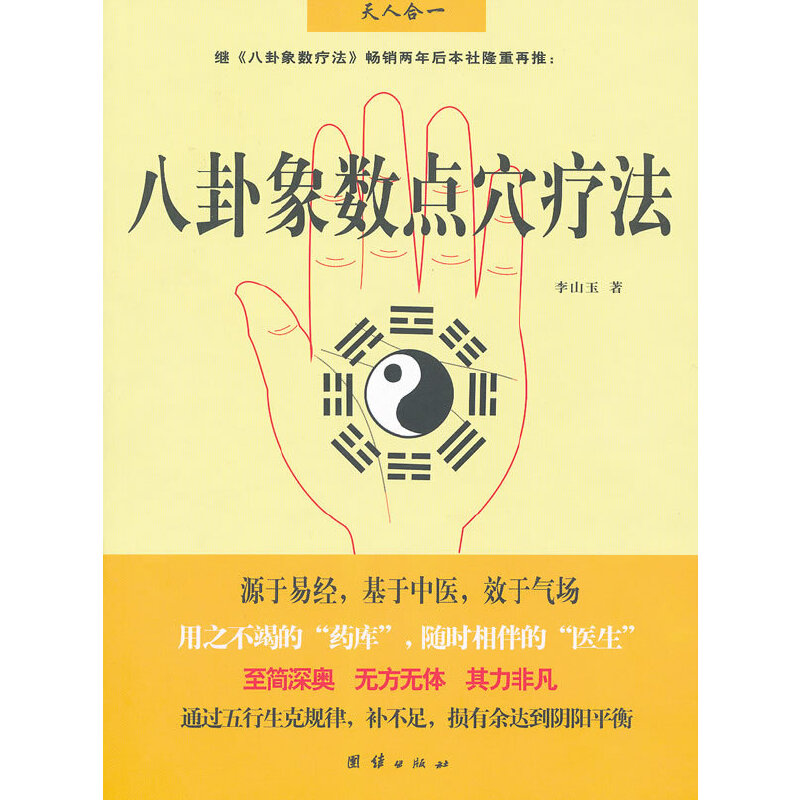 天人合一
继《八卦象数疗法》畅销两年后本社隆重再推：
八卦象数点穴疗法
李山玉 著
源于易经，基于中医，效于气场
用之不竭的“药库”，随时相伴的“医生”
至简深奥 无方无体 其力非凡
通过五行生克规律，补不足，损有余达到阴阳平衡
团结出版社